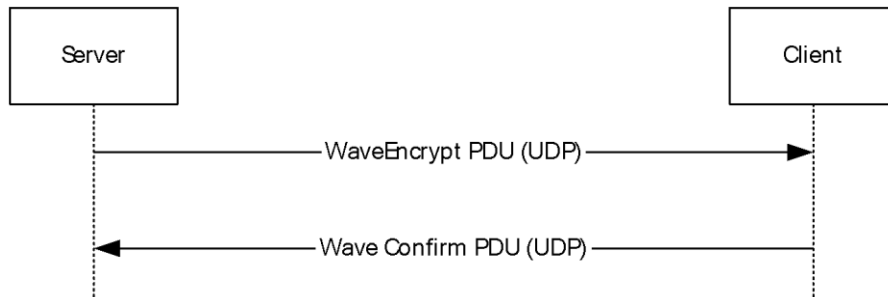 Server
Client
WaveEncrypt PDU (UDP)
Wave Confirm PDU (UDP)